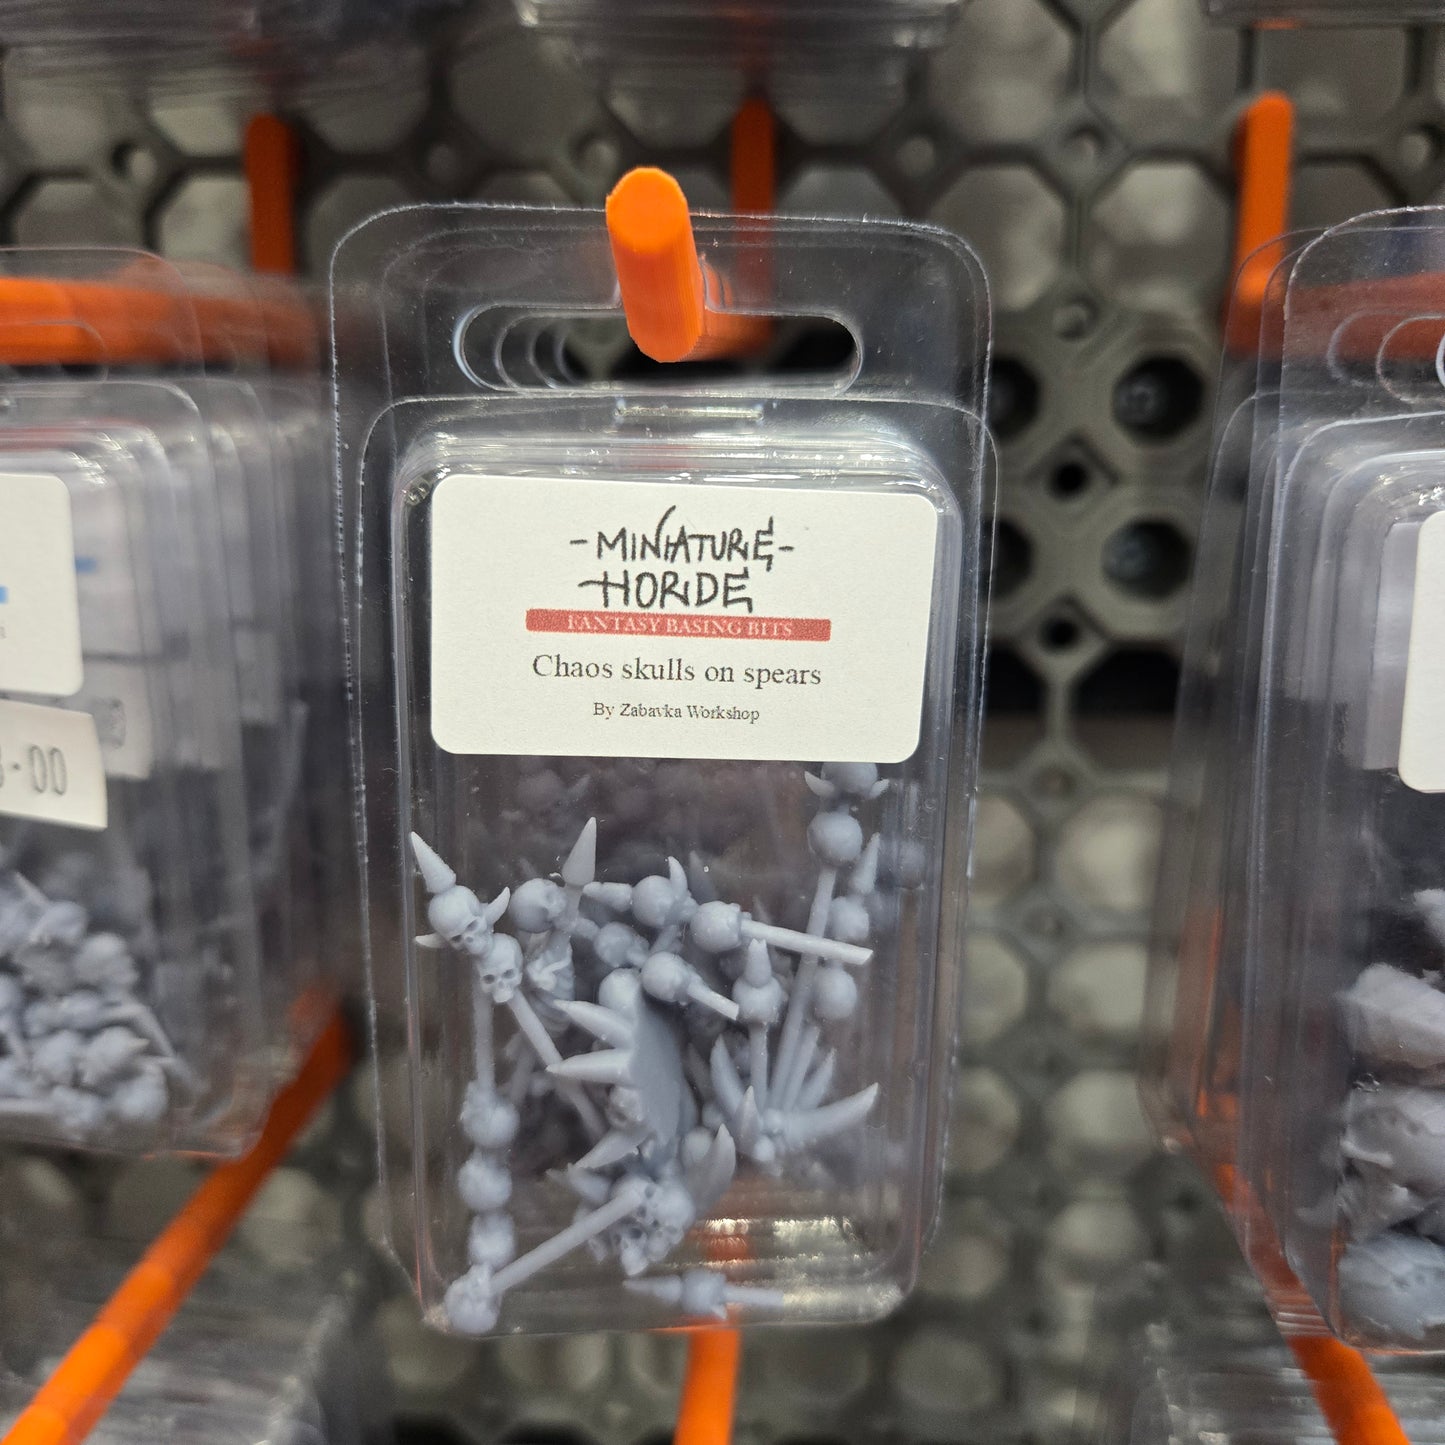 -MINIATURE-
HORDE
FANTASY BASING BITS
Chaos skulls on spears
By Zabavka Workshop